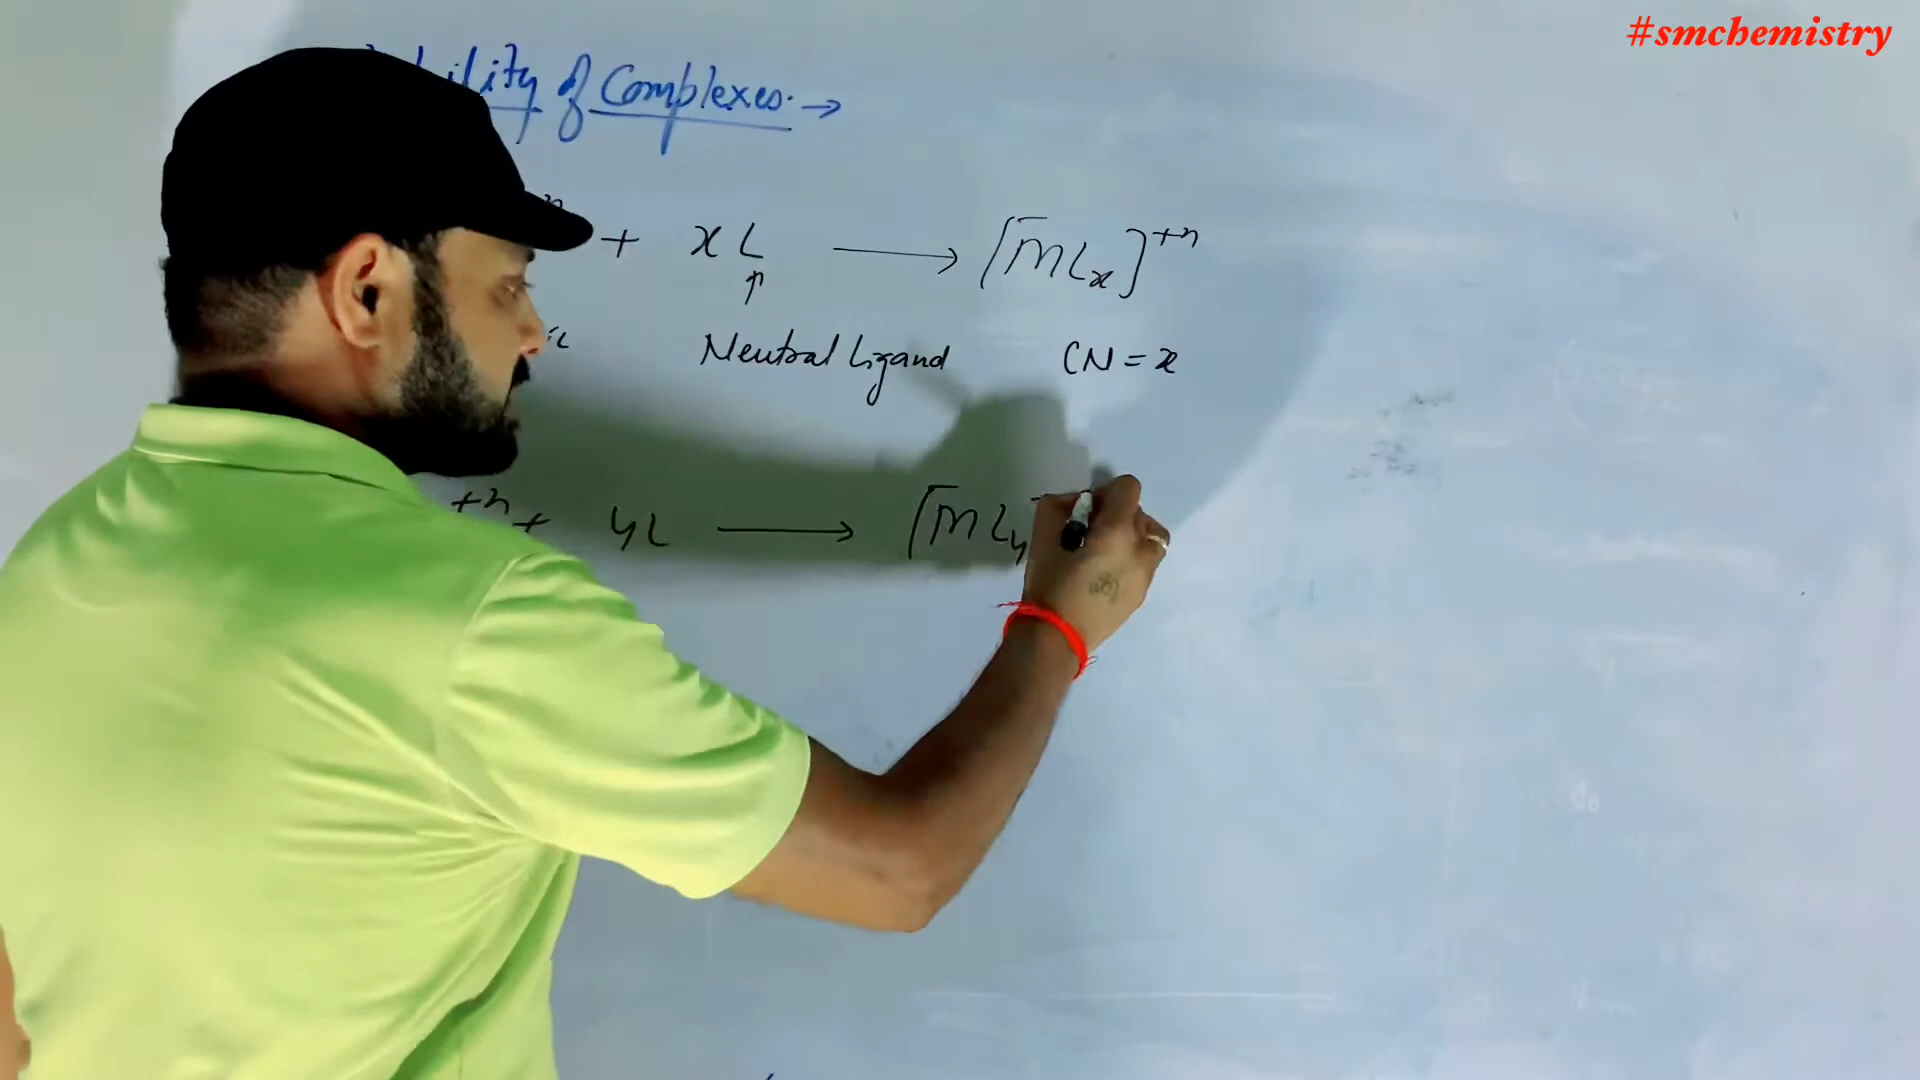 #smchemistry
ility of Complexes. →
n + x L ⟶ [MLx]^+n
↑
Neutral Ligand CN = x
+n + yL ⟶ [MLy